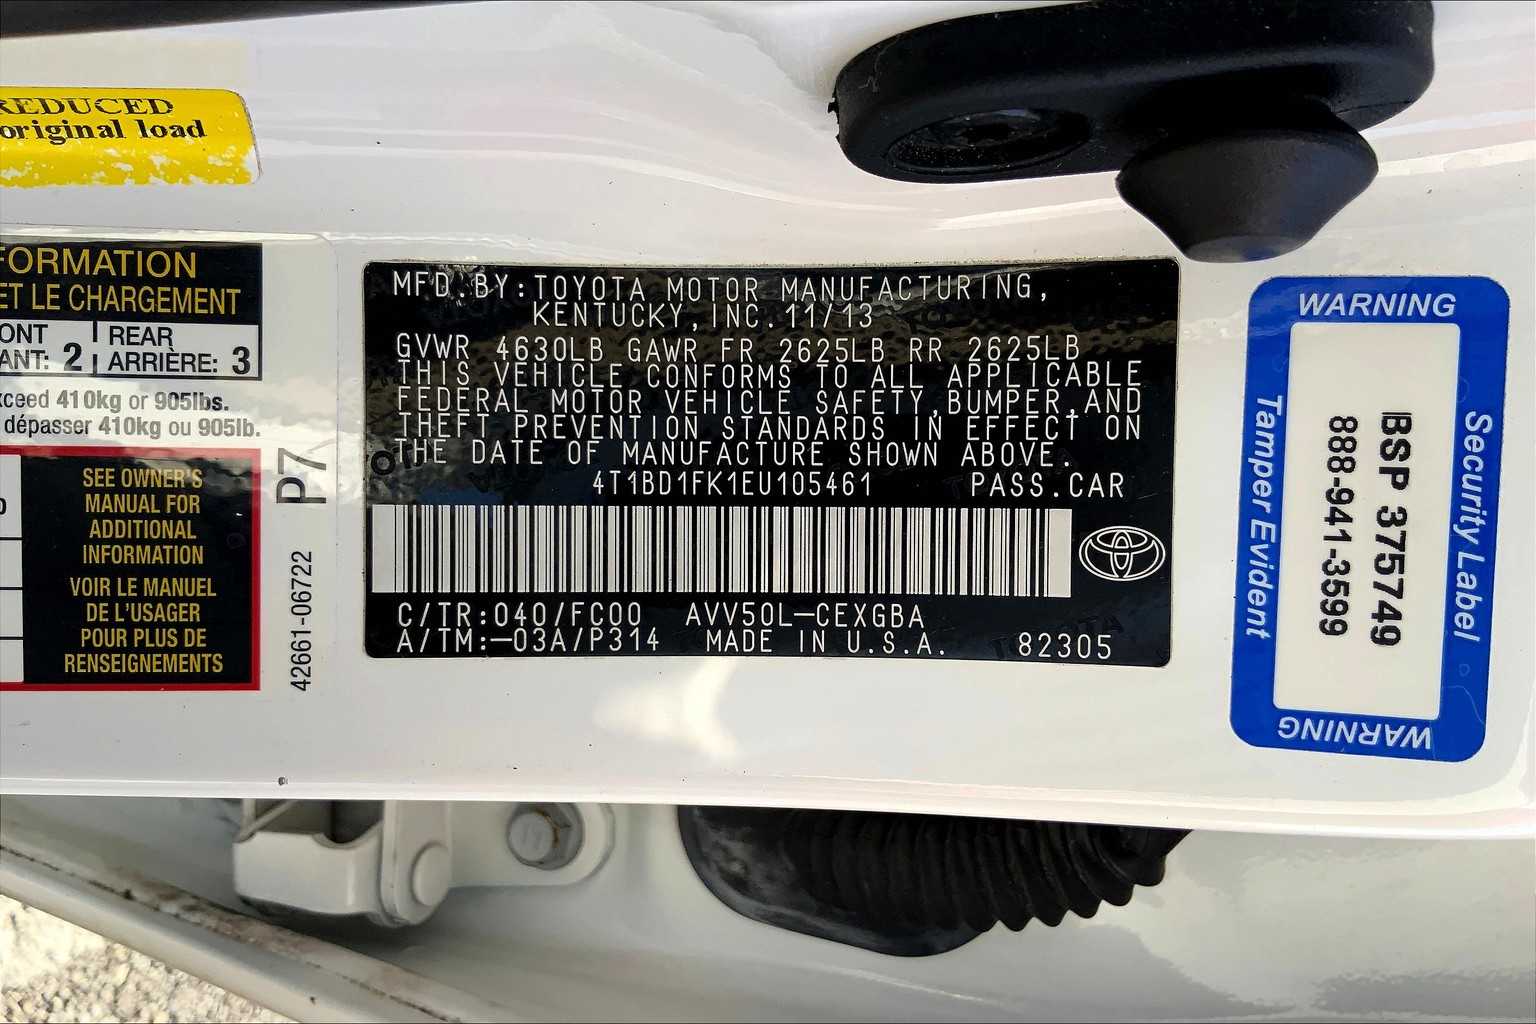 REDUCED
original load
FORMATION
ET LE CHARGEMENT
ONT
ANT: 2
REAR
ARRIÈRE: 3
xceed 410kg or 905lbs.
dépasser 410kg ou 905lb.
SEE OWNER'S
MANUAL FOR
ADDITIONAL
INFORMATION
VOIR LE MANUEL
DE L'USAGER
POUR PLUS DE
RENSEIGNEMENTS
P7
42661-06722
MFD.BY:TOYOTA MOTOR MANUFACTURING,
KENTUCKY,INC.11/13
GVWR 4630LB GAWR FR 2625LB RR 2625LB
THIS VEHICLE CONFORMS TO ALL APPLICABLE
FEDERAL MOTOR VEHICLE SAFETY,BUMPER,AND
THEFT PREVENTION STANDARDS IN EFFECT ON
THE DATE OF MANUFACTURE SHOWN ABOVE.
4T1BD1FK1EU105461 PASS.CAR
C/TR:040/FC00 AVV50L-CEXGBA
A/TM:-03A/P314 MADE IN U.S.A. 82305
WARNING
Security Label
BSP 375749
888-941-3599
Tamper Evident
WARNING